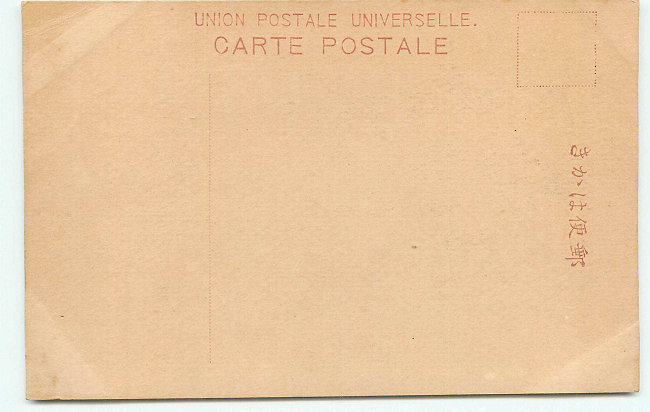 UNION POSTALE UNIVERSELLE.
CARTE POSTALE
郵便はかき